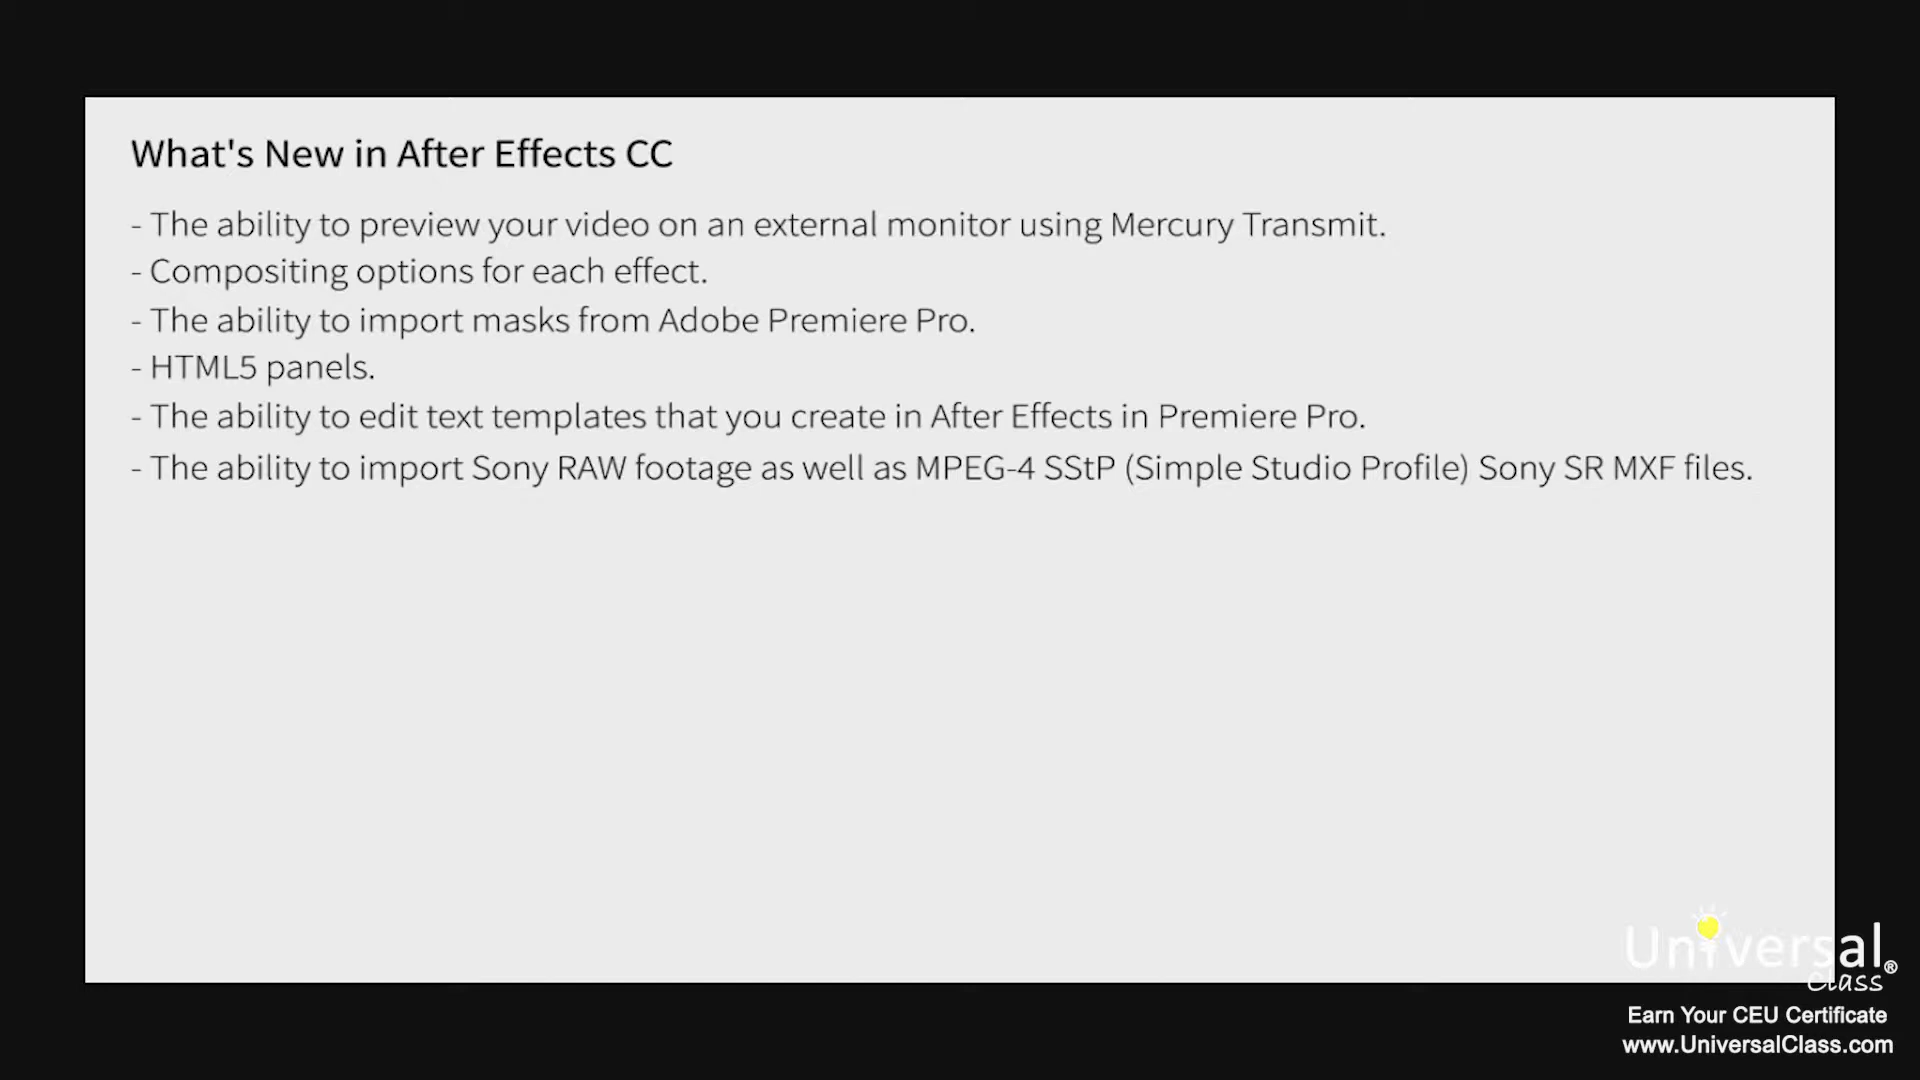 What's New in After Effects CC
- The ability to preview your video on an external monitor using Mercury Transmit.
- Compositing options for each effect.
- The ability to import masks from Adobe Premiere Pro.
- HTML5 panels.
- The ability to edit text templates that you create in After Effects in Premiere Pro.
- The ability to import Sony RAW footage as well as MPEG-4 SStP (Simple Studio Profile) Sony SR MXF files.
Universal®
Class
Earn Your CEU Certificate
www.UniversalClass.com